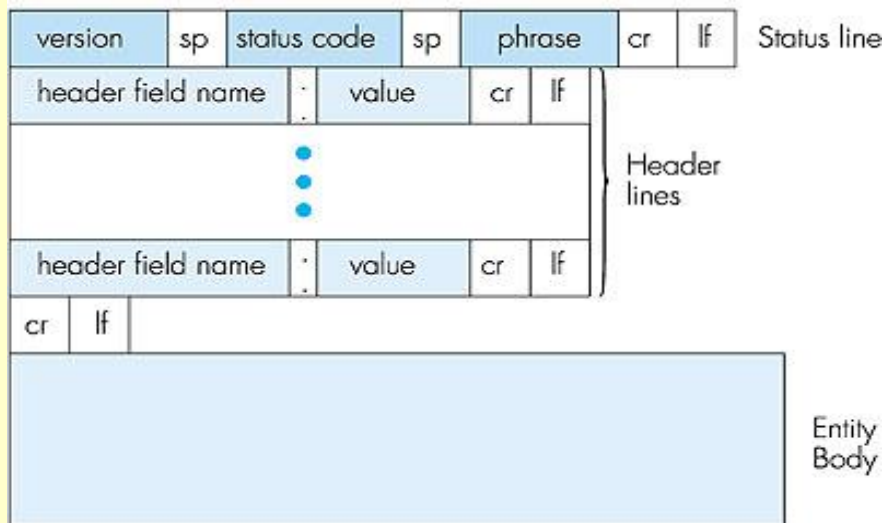 version sp status code sp phrase cr lf Status line
header field name : value cr lf
Header
lines
header field name : value cr lf
cr lf
Entity
Body